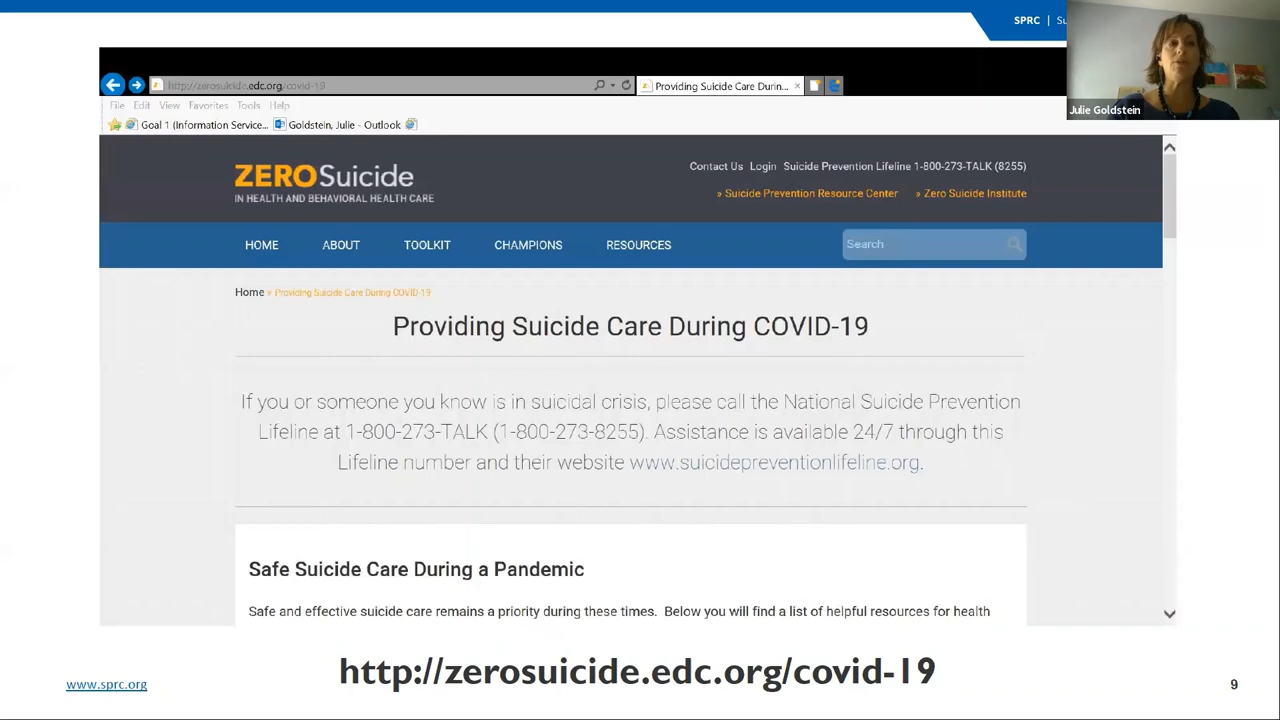 SPRC |
Julie Goldstein
http://zerosuicide.edc.org/covid-19
Providing Suicide Care Durin...
File Edit View Favorites Tools Help
Goal 1 (Information Service...
Goldstein, Julie - Outlook
ZEROSuicide
IN HEALTH AND BEHAVIORAL HEALTH CARE
Contact Us Login Suicide Prevention Lifeline 1-800-273-TALK (8255)
» Suicide Prevention Resource Center » Zero Suicide Institute
HOME ABOUT TOOLKIT CHAMPIONS RESOURCES
Search
Home » Providing Suicide Care During COVID-19
Providing Suicide Care During COVID-19
If you or someone you know is in suicidal crisis, please call the National Suicide Prevention
Lifeline at 1-800-273-TALK (1-800-273-8255). Assistance is available 24/7 through this
Lifeline number and their website www.suicidepreventionlifeline.org.
Safe Suicide Care During a Pandemic
Safe and effective suicide care remains a priority during these times. Below you will find a list of helpful resources for health
http://zerosuicide.edc.org/covid-19
www.sprc.org
9